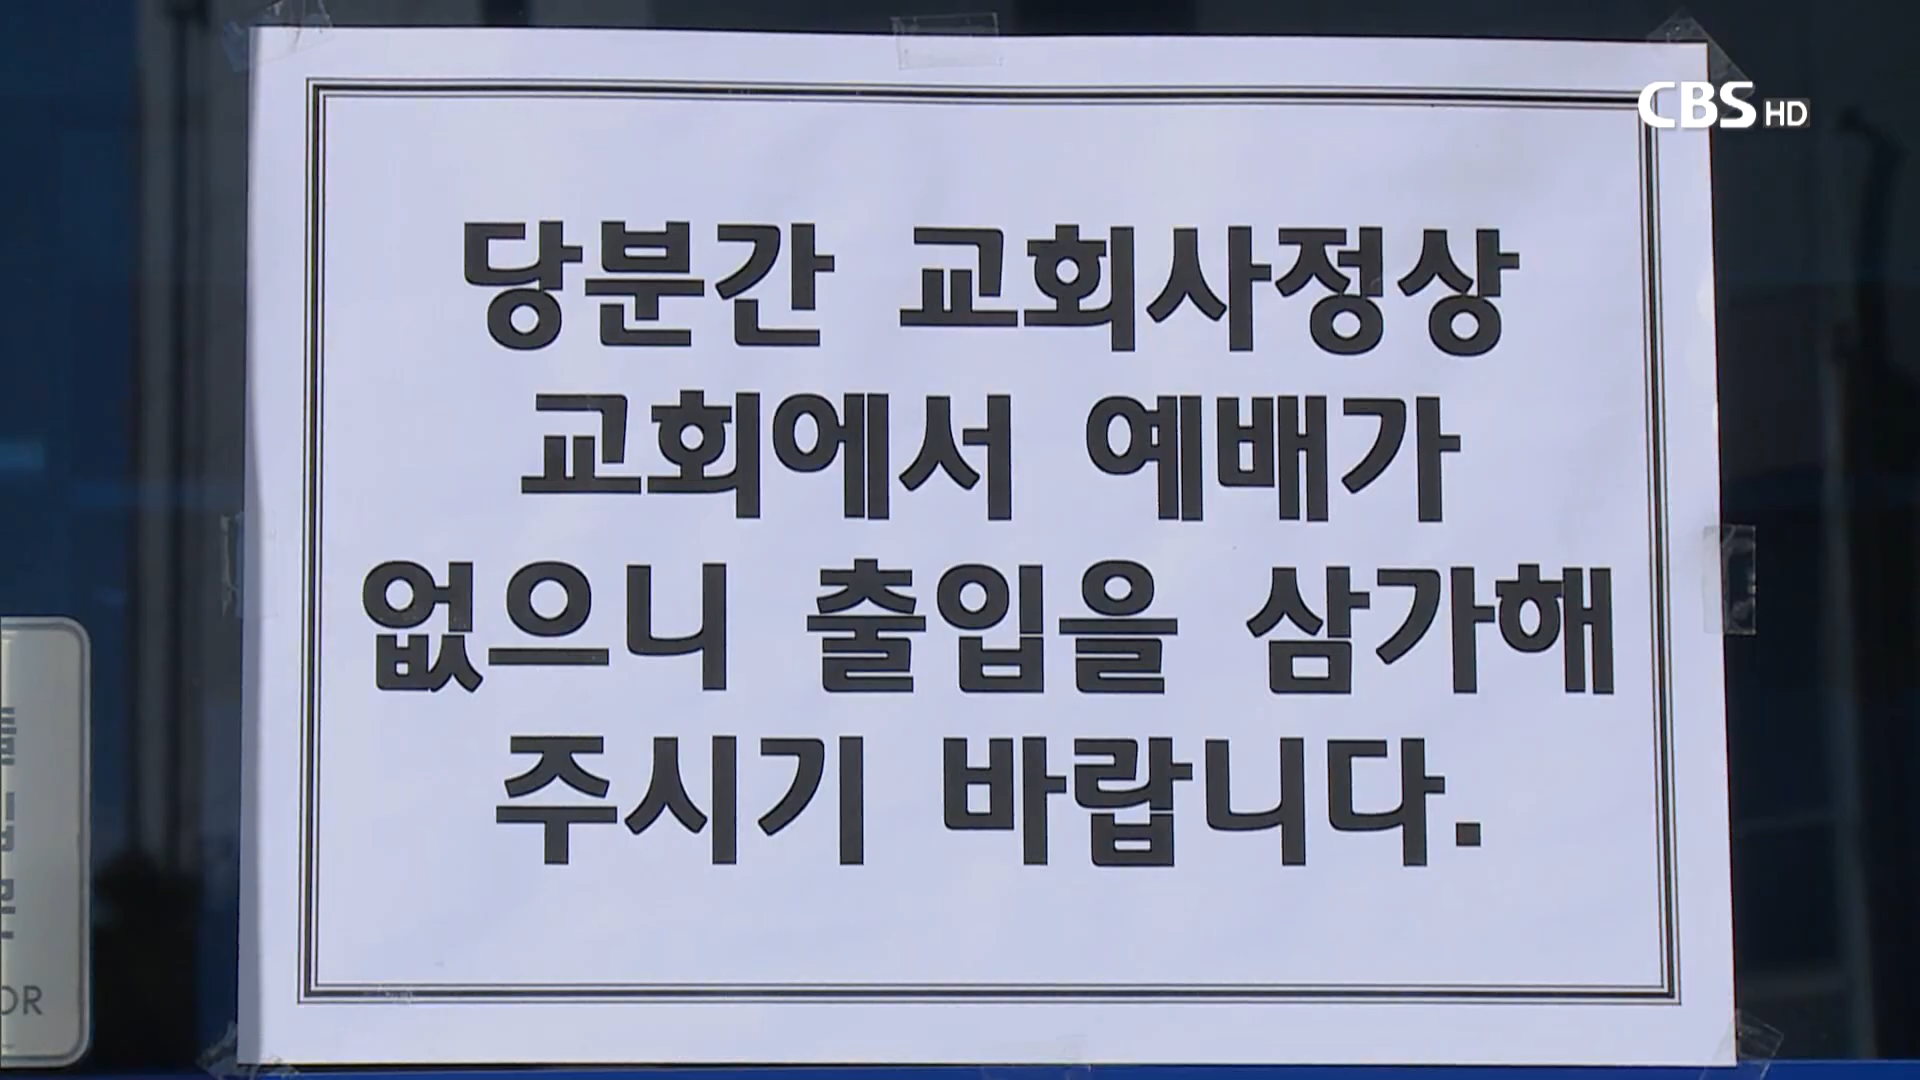 CBS HD
당분간 교회사정상
교회에서 예배가
없으니 출입을 삼가해
주시기 바랍니다.
OR